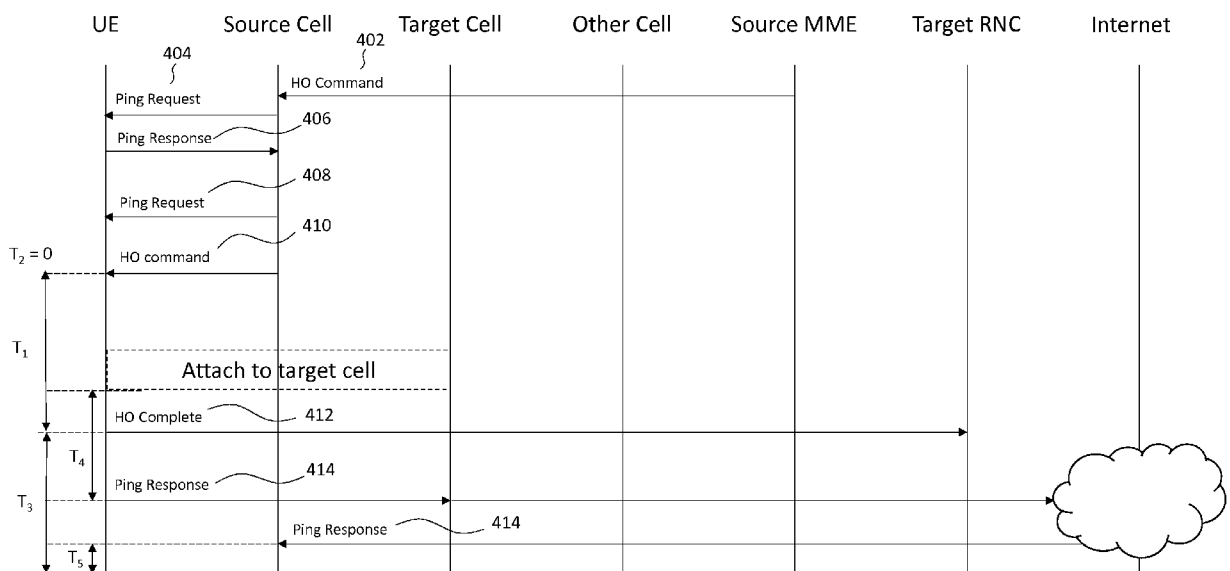 UE Source Cell Target Cell Other Cell Source MME Target RNC Internet
404
402
HO Command
Ping Request
Ping Response
406
408
Ping Request
410
T2 = 0
HO command
T1
Attach to target cell
HO Complete
412
T4
Ping Response
414
T3
Ping Response
414
T5